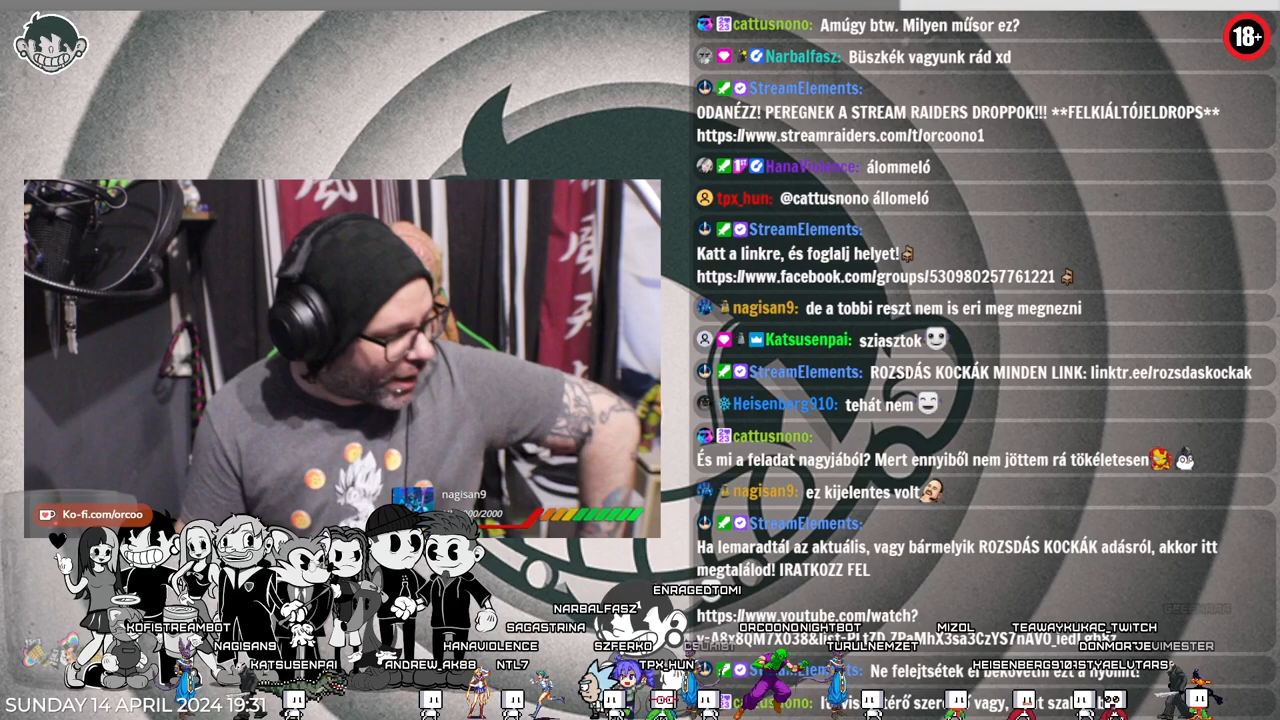 cattusnono: Amúgy btw. Milyen műsor ez?
18+
Narbalfasz: Büszkék vagyunk rád xd
StreamElements:
ODANÉZZ! PEREGNEK A STREAM RAIDERS DROPPOK!!! **FELKIÁLTÓJELDROPS**
https://www.streamraiders.com/t/orcoono1
HanaViolence: álommeló
tpx_hun: @cattusnono állomeló
StreamElements:
Katt a linkre, és foglalj helyet!
https://www.facebook.com/groups/530980257761221
nagisan9: de a tobbi reszt nem is eri meg megnezni
Katsusenpai: sziasztok
StreamElements: ROZSDÁS KOCKÁK MINDEN LINK: linktr.ee/rozsdaskockak
Heisenberg910: tehát nem
cattusnono:
És mi a feladat nagyjából? Mert ennyiből nem jöttem rá tökéletesen
nagisan9: ez kijelentes volt
StreamElements:
Ha lemaradtál az aktuális, vagy bármelyik ROZSDÁS KOCKÁK adásról, akkor itt
megtalálod! IRATKOZZ FEL
https://www.youtube.com/watch?
Ne felejtsétek el bekövetni ezt a nyomit!
nagisan9
/2000
Ko-fi.com/orcoo
ENRAGEDTOMI
NARBALFASZ
KOFISTREAMBOT
SAGASTRINA
ORCOONONIGHTBOT
MIZOL
TEAWAYKUKAC_TWITCH
NAGISAN9
HANAVIOLENCE
SZFERKO
TURULNEMZET
KATSUSENPAI
ANDREW_AK88
NTL7
TPX_HUN
SUNDAY 14 APRIL 2024 19:31